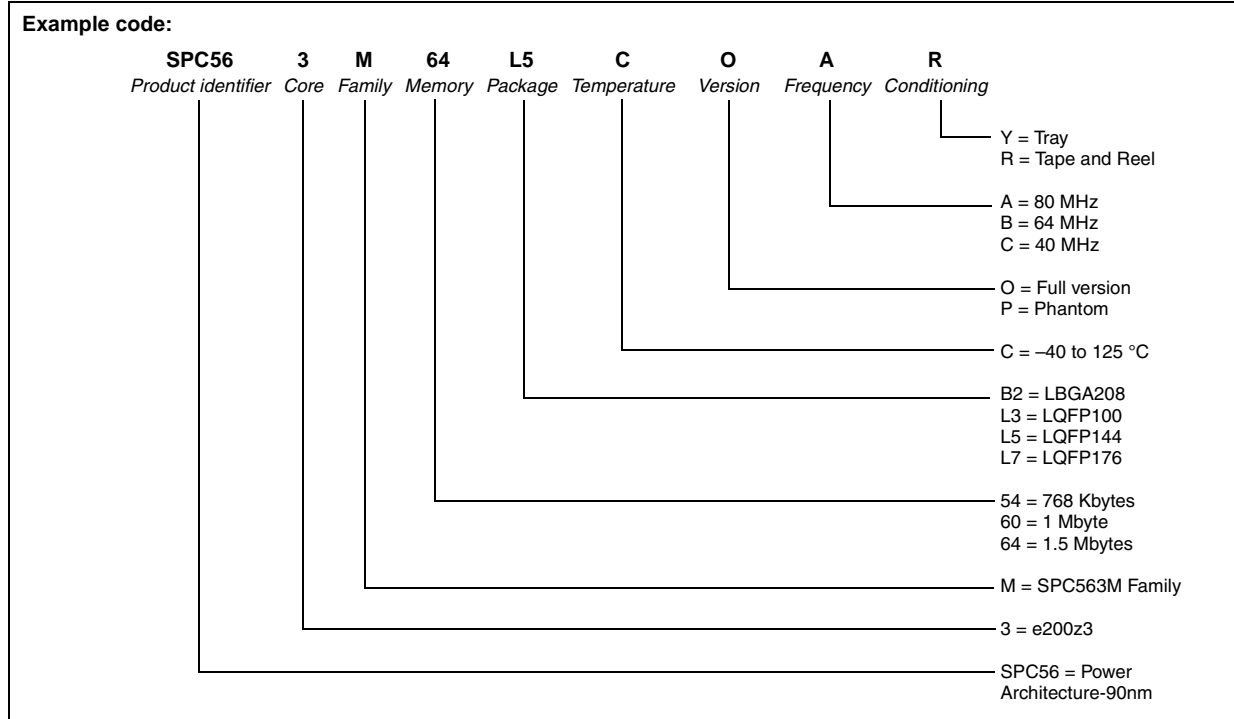 Example code:
SPC56 3 M 64 L5 C O A R
Product identifier Core Family Memory Package Temperature Version Frequency Conditioning
Y = Tray
R = Tape and Reel
A = 80 MHz
B = 64 MHz
C = 40 MHz
O = Full version
P = Phantom
C = –40 to 125 °C
B2 = LBGA208
L3 = LQFP100
L5 = LQFP144
L7 = LQFP176
54 = 768 Kbytes
60 = 1 Mbyte
64 = 1.5 Mbytes
M = SPC563M Family
3 = e200z3
SPC56 = Power
Architecture-90nm